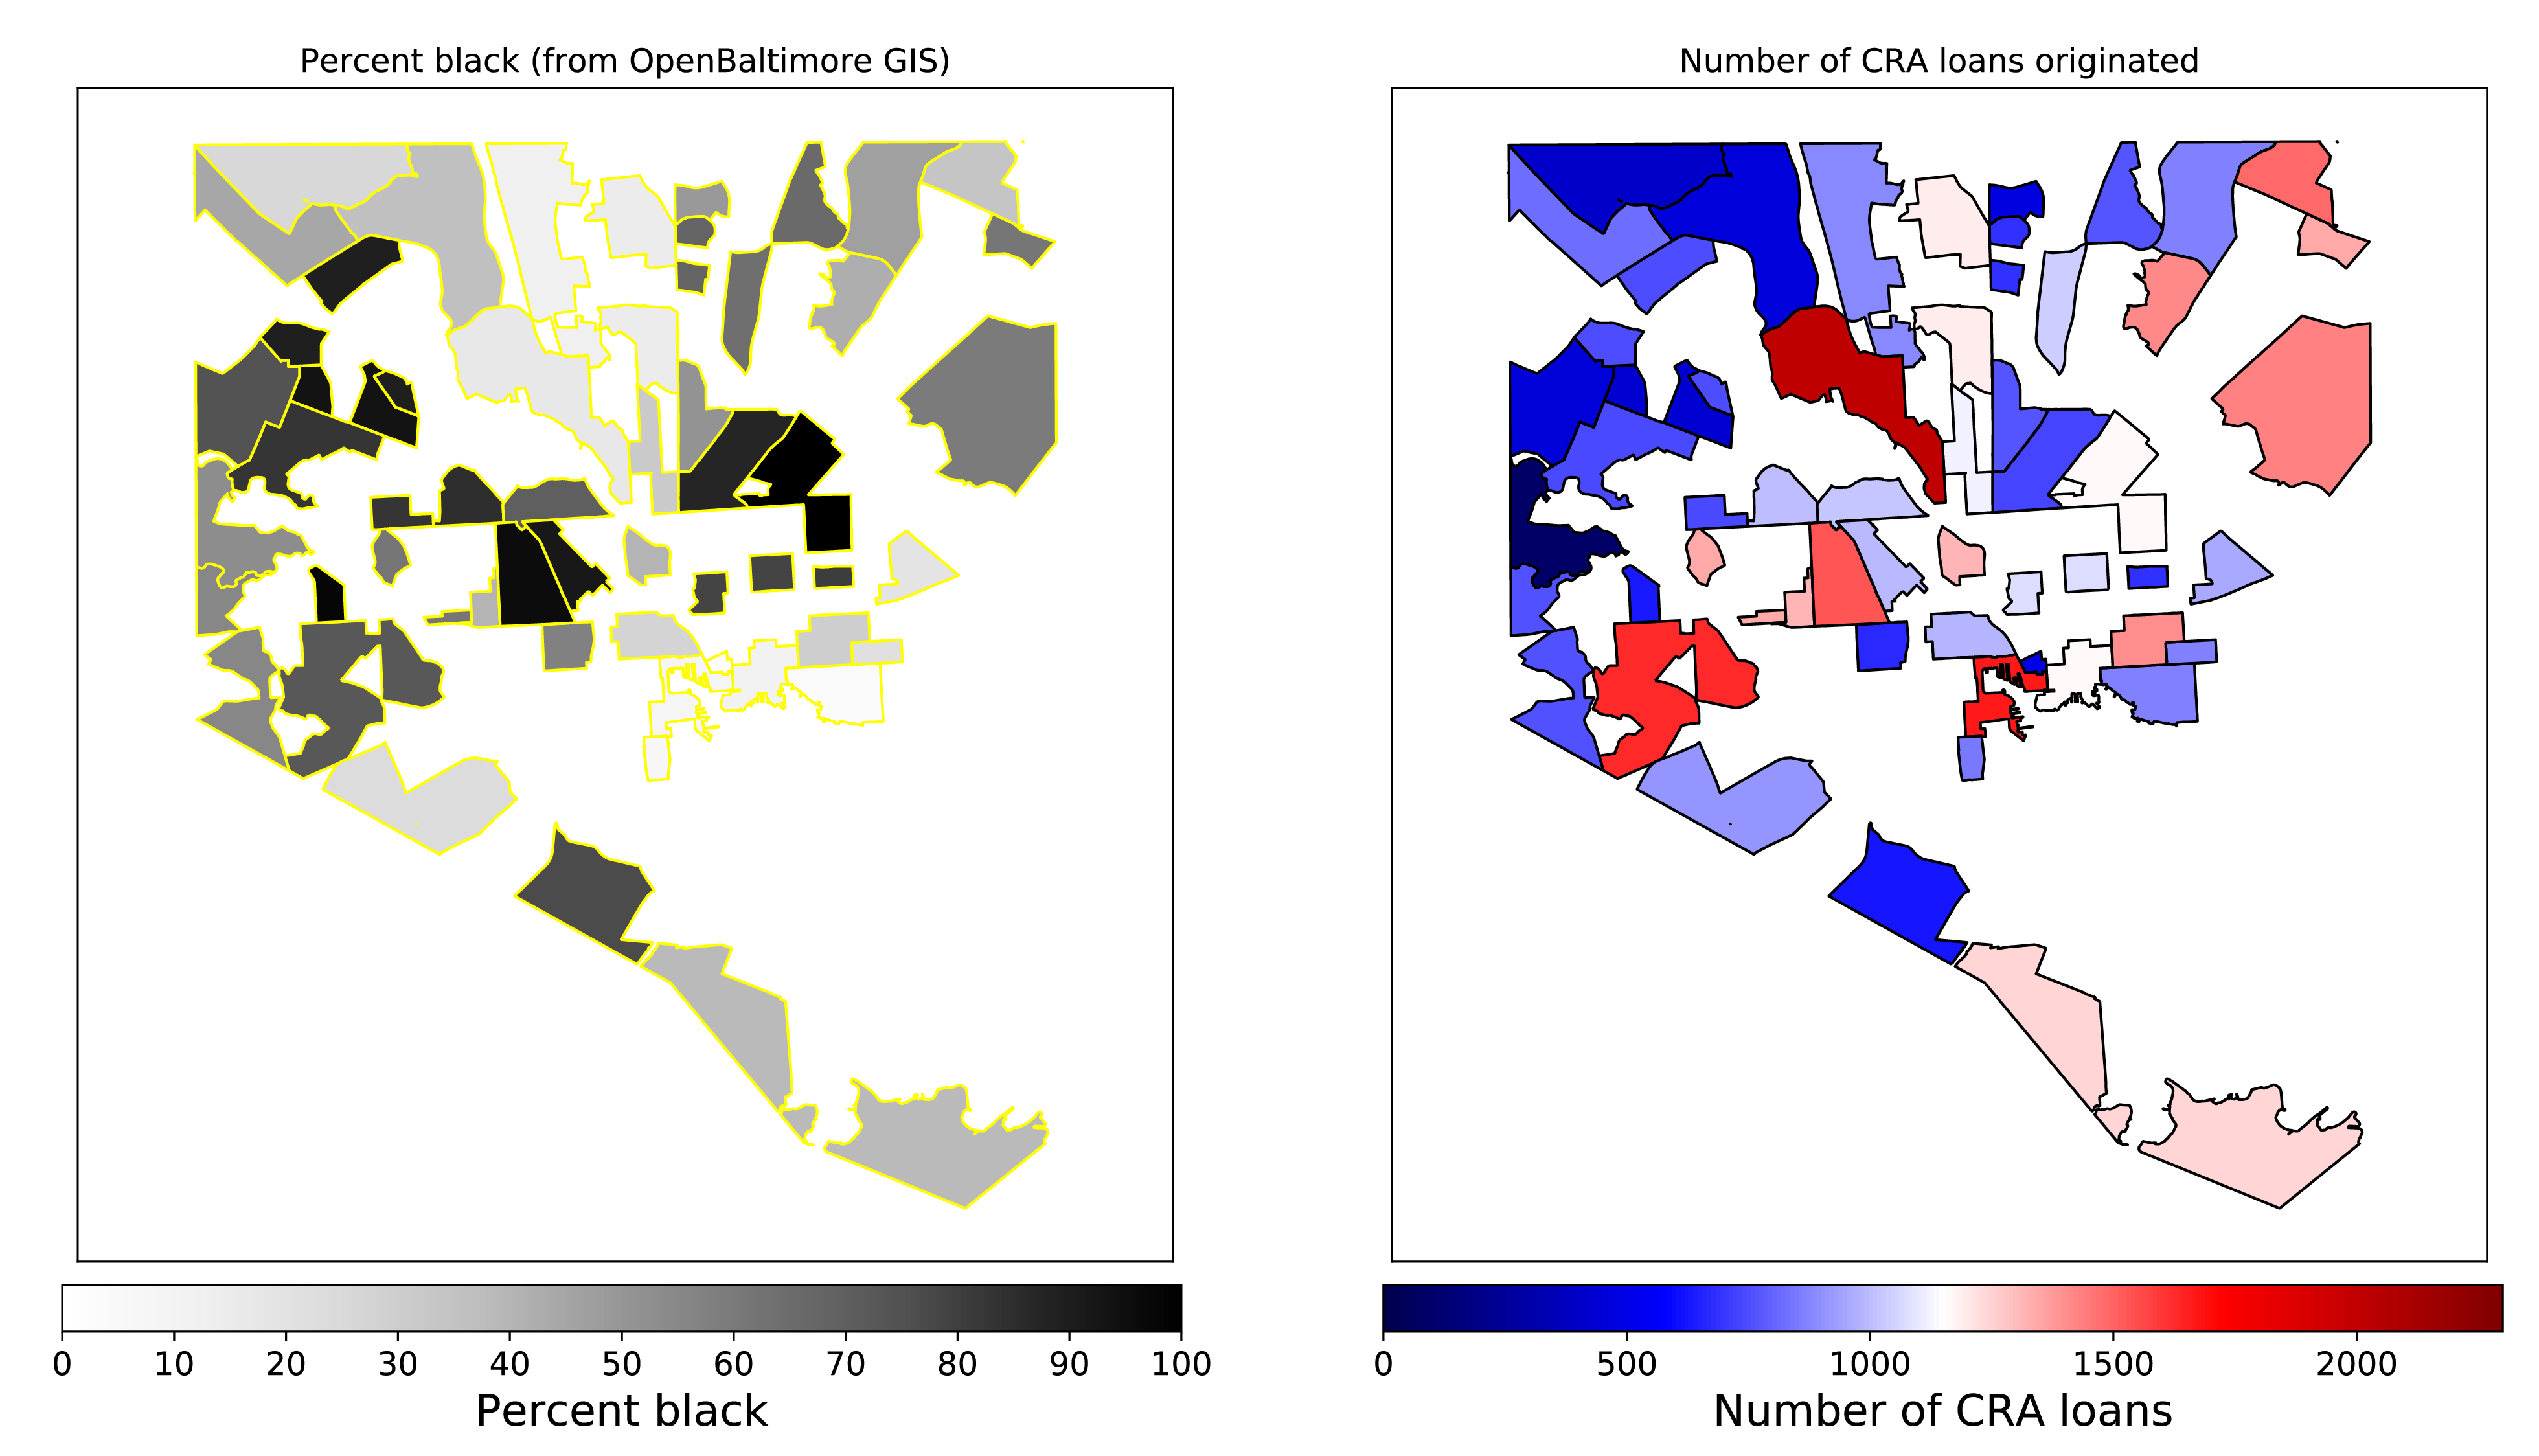 Percent black (from OpenBaltimore GIS)
Number of CRA loans originated
0 10 20 30 40 50 60 70 80 90 100
Percent black
0 500 1000 1500 2000
Number of CRA loans